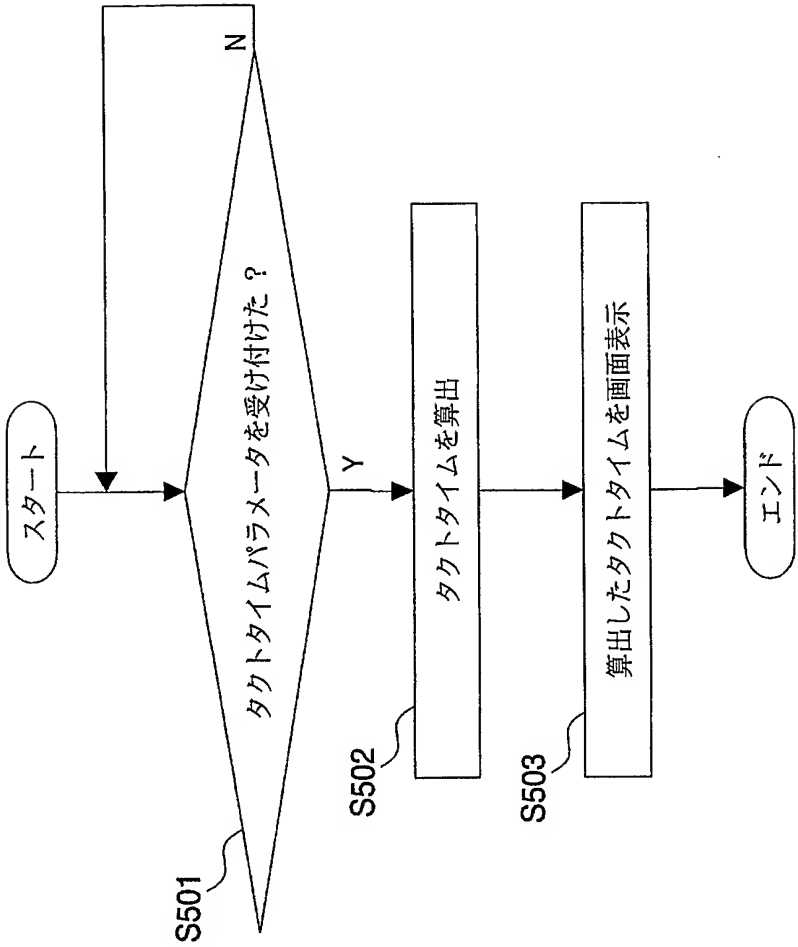 スタート
S501
タクトタイムパラメータを受け付けた？
N
Y
S502
タクトタイムを算出
S503
算出したタクトタイムを画面表示
エンド